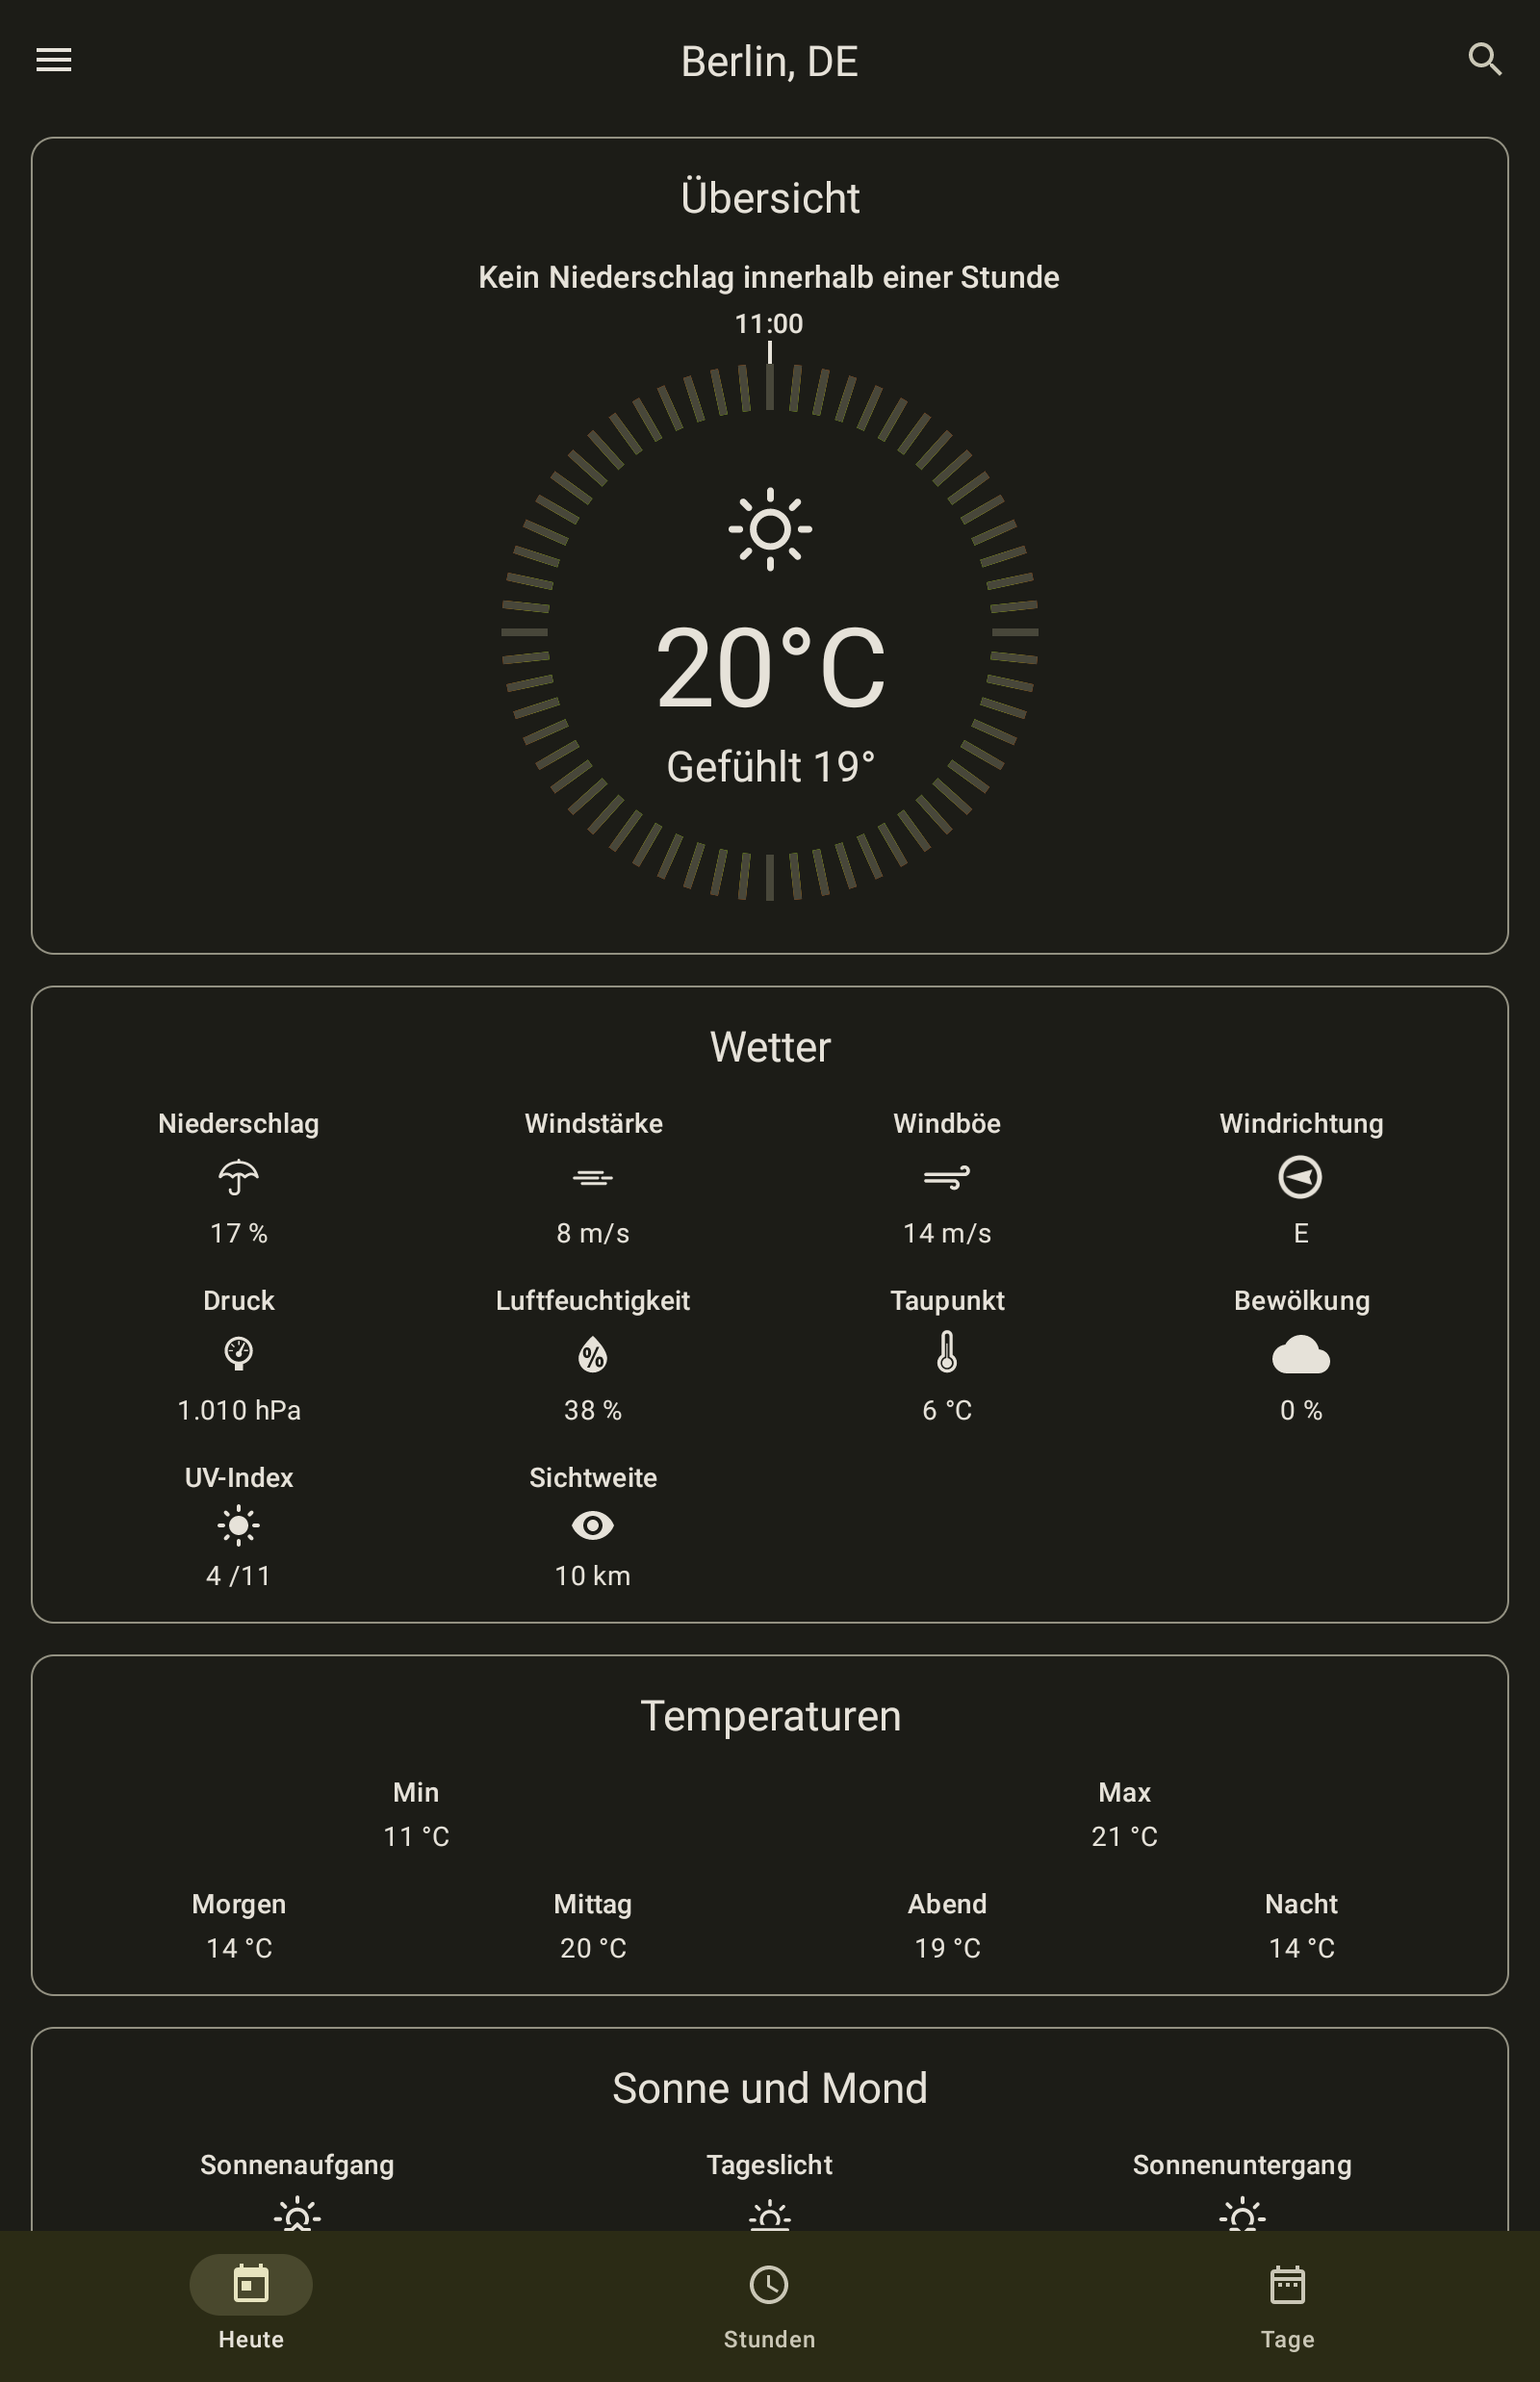 Berlin, DE
Übersicht
Kein Niederschlag innerhalb einer Stunde
11:00
20°C
Gefühlt 19°
Wetter
Niederschlag Windstärke Windböe Windrichtung
17 % 8 m/s 14 m/s E
Druck Luftfeuchtigkeit Taupunkt Bewölkung
%
1.010 hPa 38 % 6 °C 0 %
UV-Index Sichtweite
4 /11 10 km
Temperaturen
Min Max
11 °C 21 °C
Morgen Mittag Abend Nacht
14 °C 20 °C 19 °C 14 °C
Sonne und Mond
Sonnenaufgang Tageslicht Sonnenuntergang
Heute Stunden Tage